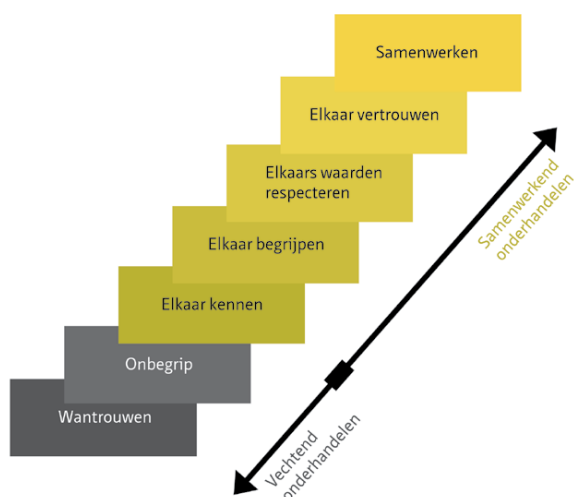 Samenwerken
Elkaar vertrouwen
Elkaars waarden
respecteren
Elkaar begrijpen
Elkaar kennen
Onbegrip
Wantrouwen
Samenwerkend
onderhandelen
Vechtend
onderhandelen